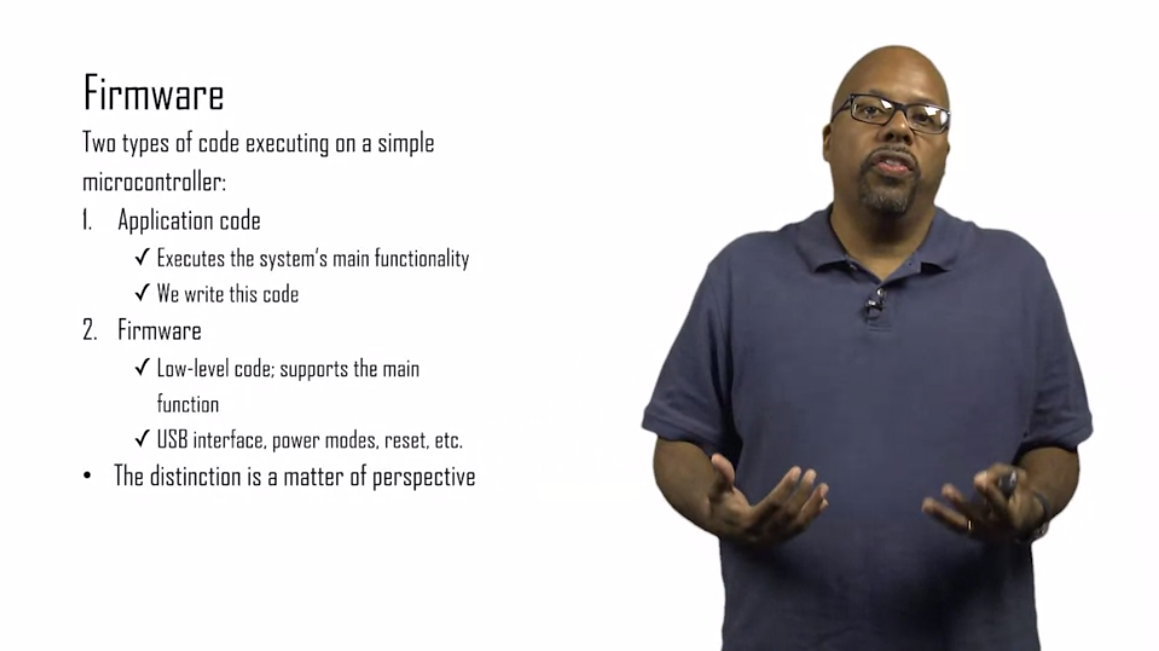 Firmware
Two types of code executing on a simple
microcontroller:
1. Application code
✓ Executes the system's main functionality
✓ We write this code
2. Firmware
✓ Low-level code; supports the main
function
✓ USB interface, power modes, reset, etc.
• The distinction is a matter of perspective